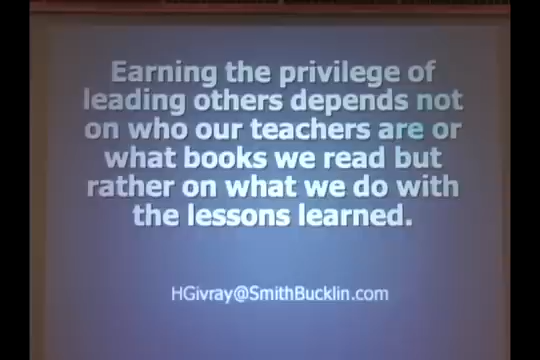 Earning the privilege of
leading others depends not
on who our teachers are or
what books we read but
rather on what we do with
the lessons learned.
HGivray@SmithBucklin.com